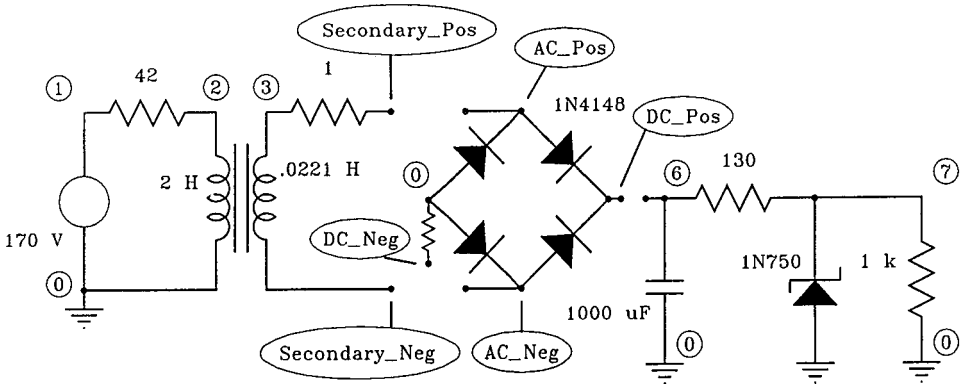 Secondary_Pos
AC_Pos
1
42
2
3
1
1N4148
DC_Pos
2 H
.0221 H
0
6
130
7
170 V
DC_Neg
1N750
1 k
0
1000 uF
0
0
Secondary_Neg
AC_Neg